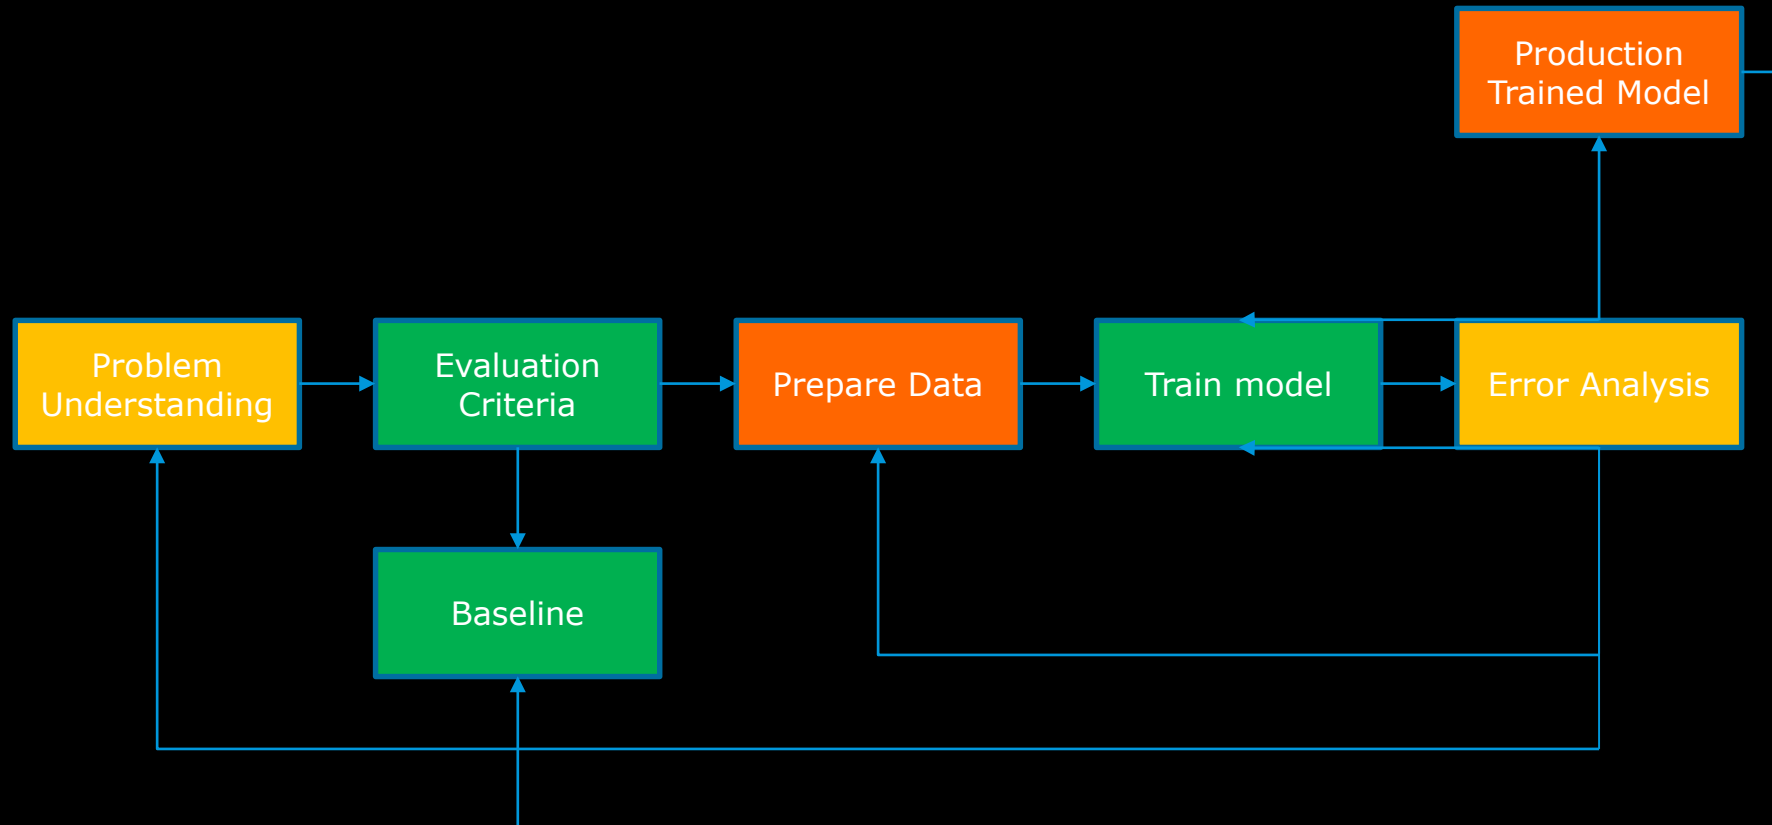 Production
Trained Model
Problem
Understanding
Evaluation
Criteria
Prepare Data
Train model
Error Analysis
Baseline